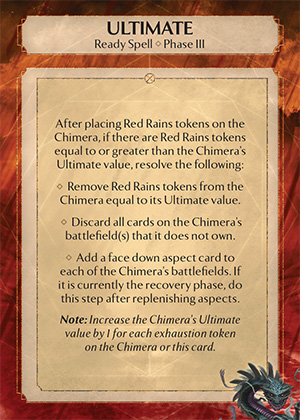 ULTIMATE
Ready Spell ⋄ Phase III
After placing Red Rains tokens on the
Chimera, if there are Red Rains tokens
equal to or greater than the Chimera's
Ultimate value, resolve the following:
⋄ Remove Red Rains tokens from the
Chimera equal to its Ultimate value.
⋄ Discard all cards on the Chimera's
battlefield(s) that it does not own.
⋄ Add a face down aspect card to
each of the Chimera's battlefields. If
it is currently the recovery phase, do
this step after replenishing aspects.
Note: Increase the Chimera's Ultimate
value by 1 for each exhaustion token
on the Chimera or this card.